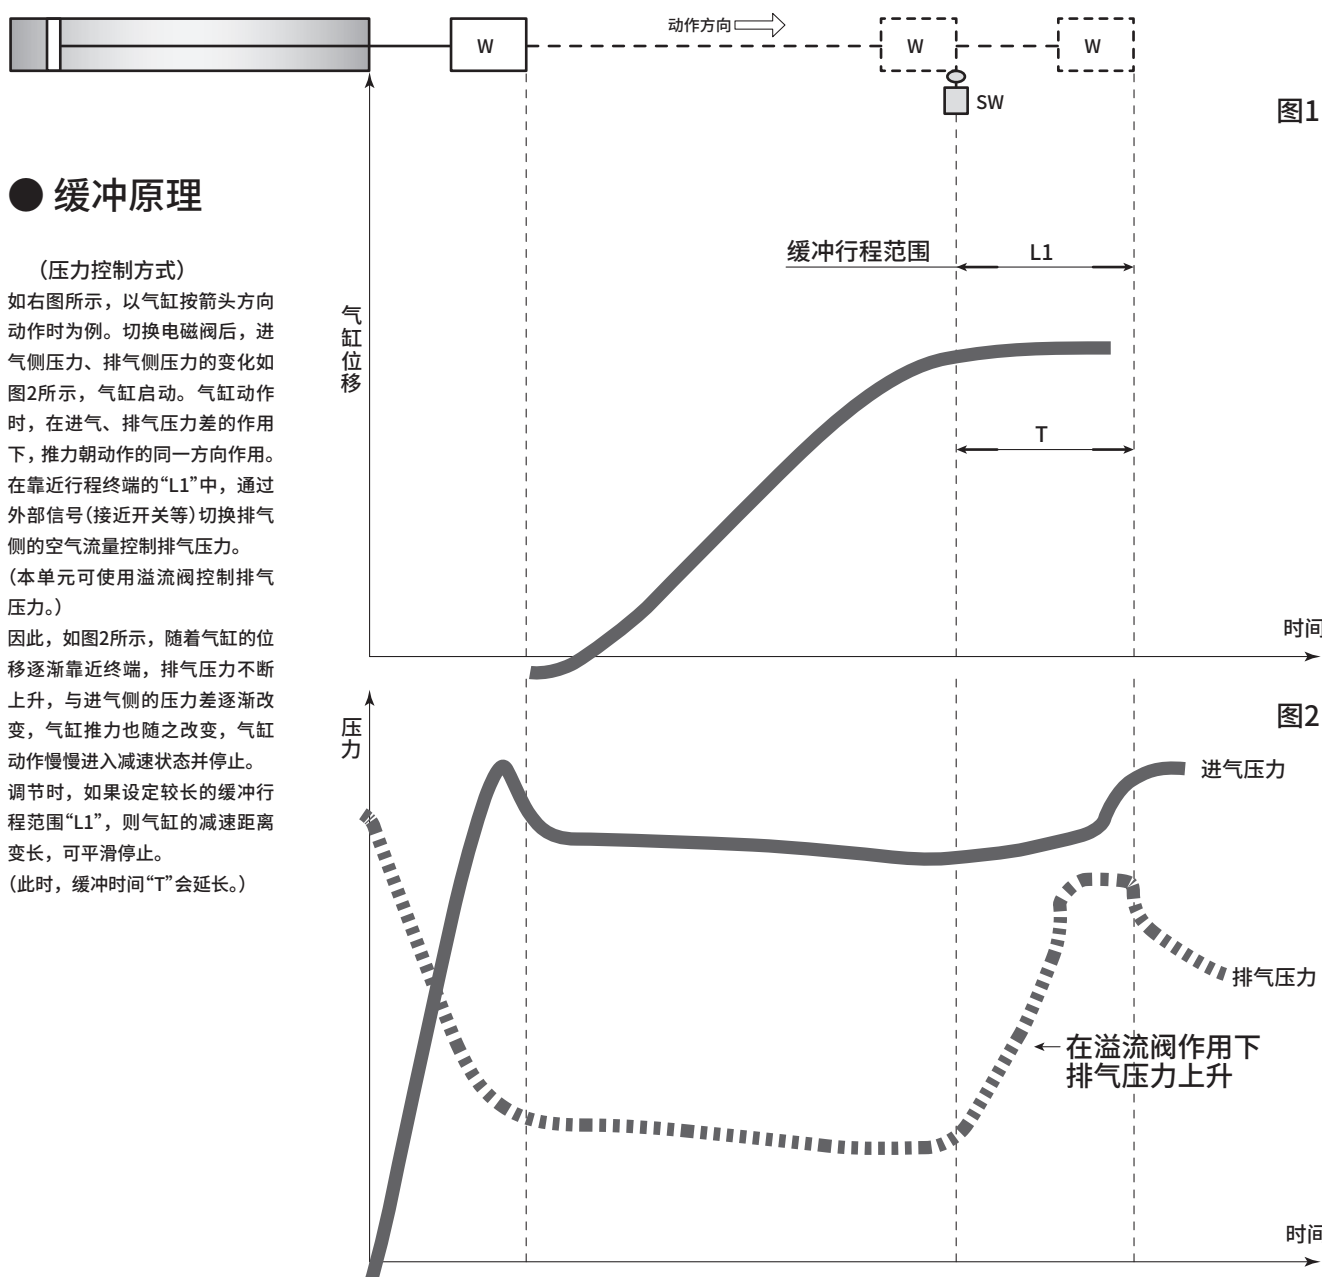 W
动作方向
W
W
SW
图1
● 缓冲原理
（压力控制方式）
如右图所示，以气缸按箭头方向
动作时为例。切换电磁阀后，进
气侧压力、排气侧压力的变化如
图2所示，气缸启动。气缸动作
时，在进气、排气压力差的作用
下，推力朝动作的同一方向作用。
在靠近行程终端的“L1”中，通过
外部信号（接近开关等）切换排气
侧的空气流量控制排气压力。
（本单元可使用溢流阀控制排气
压力。）
因此，如图2所示，随着气缸的位
移逐渐靠近终端，排气压力不断
上升，与进气侧的压力差逐渐改
变，气缸推力也随之改变，气缸
动作慢慢进入减速状态并停止。
调节时，如果设定较长的缓冲行
程范围“L1”，则气缸的减速距离
变长，可平滑停止。
（此时，缓冲时间“T”会延长。）
气缸位移
缓冲行程范围
L1
T
时间
图2
压力
进气压力
排气压力
在溢流阀作用下
排气压力上升
时间